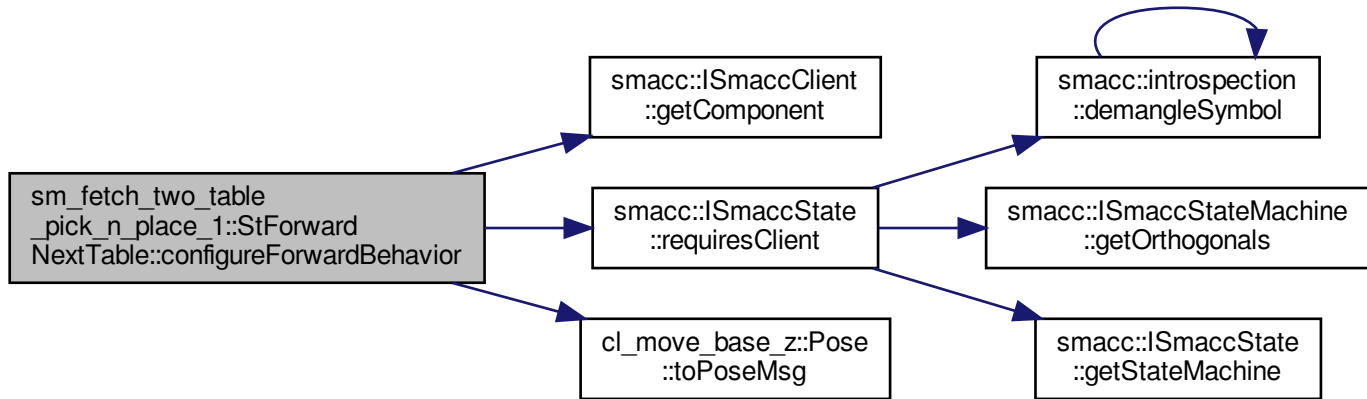 sm_fetch_two_table
_pick_n_place_1::StForward
NextTable::configureForwardBehavior
smacc::ISmaccClient
::getComponent
smacc::ISmaccState
::requiresClient
cl_move_base_z::Pose
::toPoseMsg
smacc::introspection
::demangleSymbol
smacc::ISmaccStateMachine
::getOrthogonals
smacc::ISmaccState
::getStateMachine